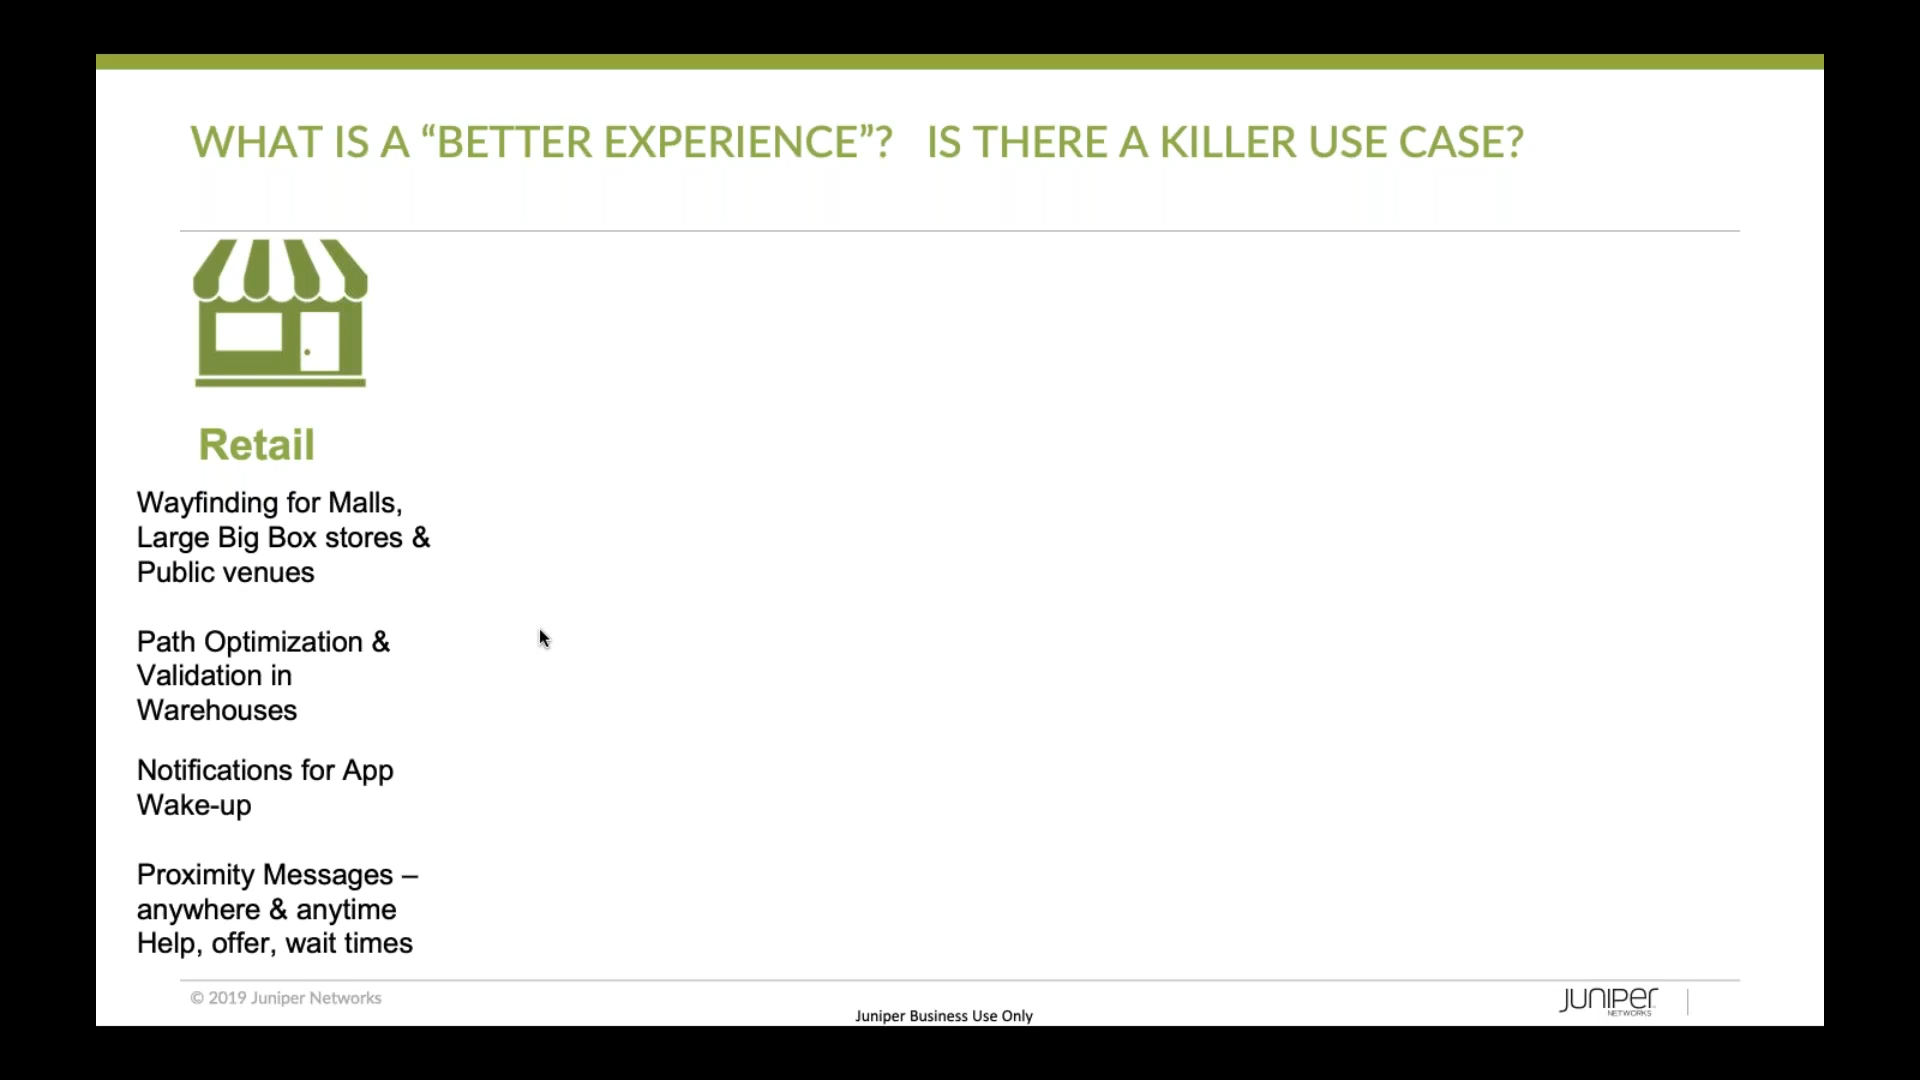 WHAT IS A “BETTER EXPERIENCE”? IS THERE A KILLER USE CASE?
Retail
Wayfinding for Malls,
Large Big Box stores &
Public venues
Path Optimization &
Validation in
Warehouses
Notifications for App
Wake-up
Proximity Messages –
anywhere & anytime
Help, offer, wait times
© 2019 Juniper Networks
Juniper Business Use Only
JUNIPER
NETWORKS